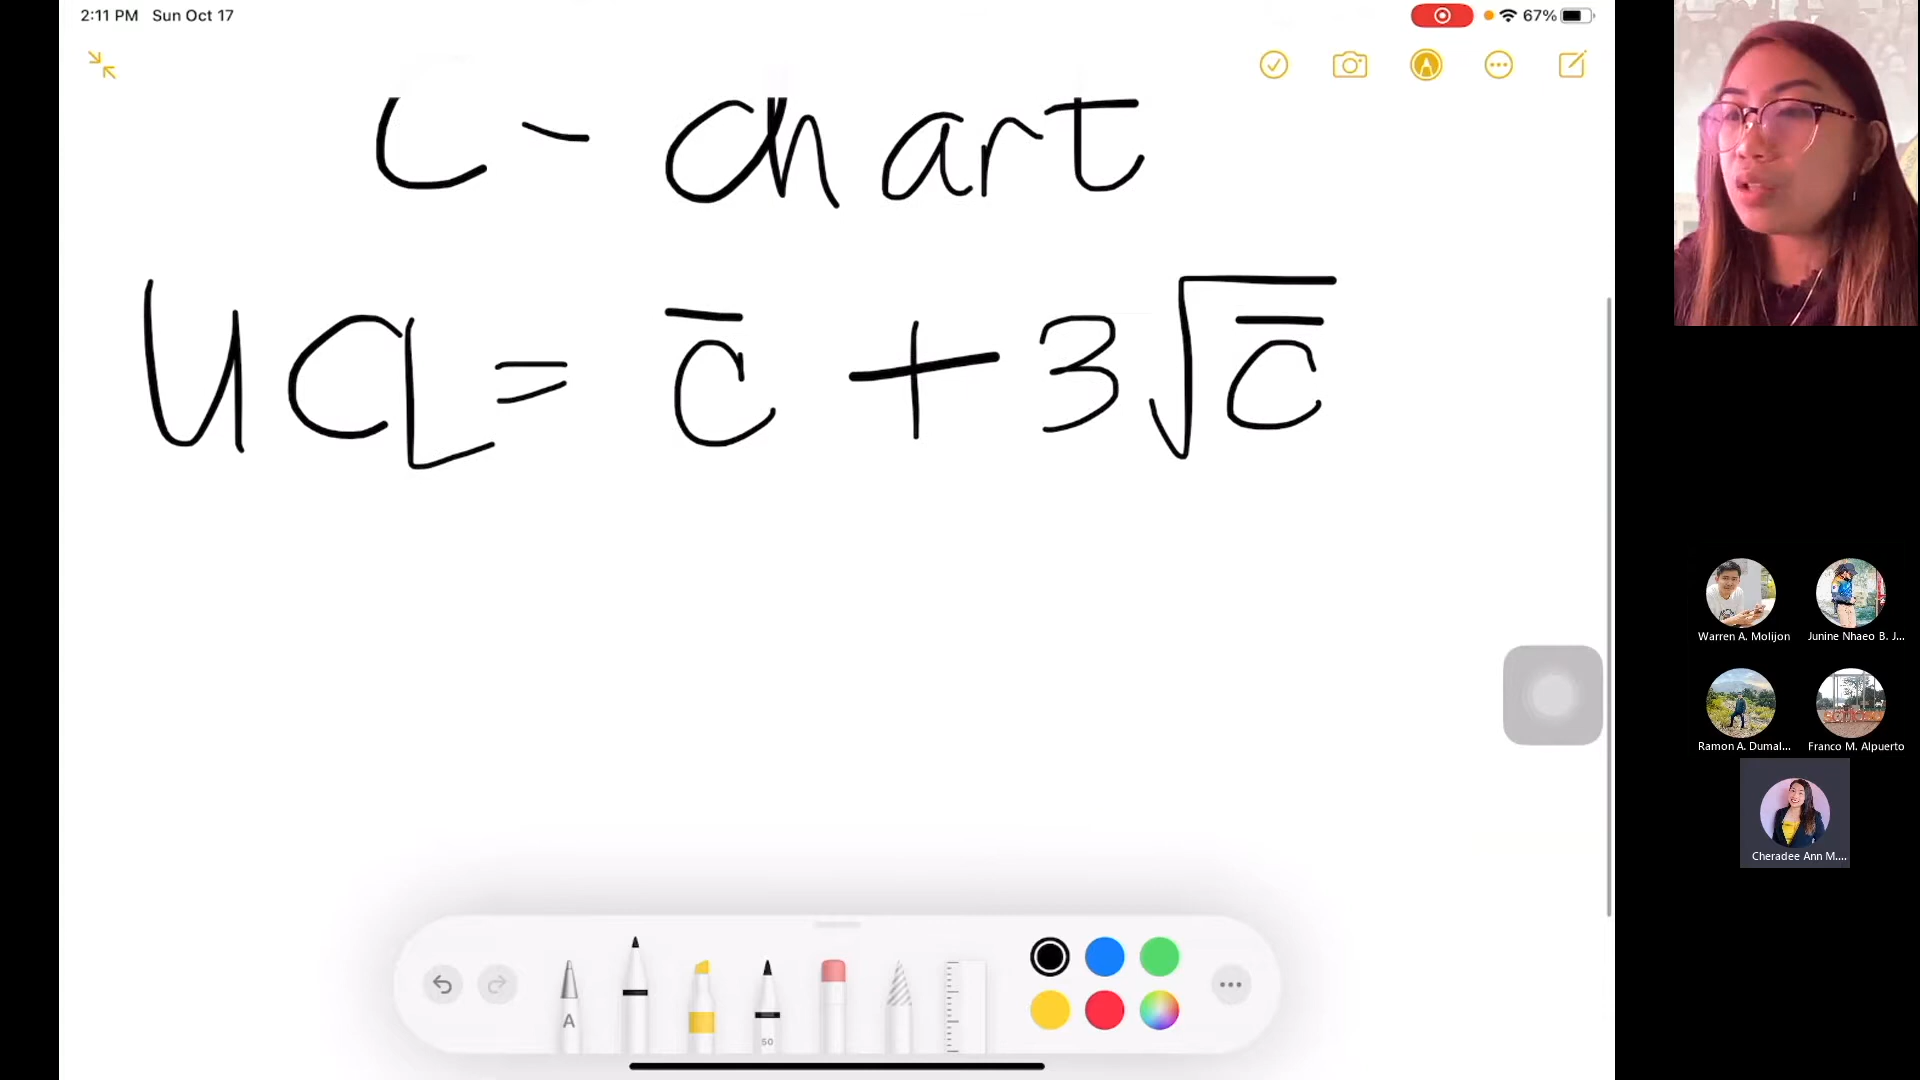 2:11 PM Sun Oct 17
67%
C - chart
UCL = c̅ + 3√c̅
A
50
Warren A. Molijon
Junine Nhaeo B. J...
Ramon A. Dumal...
Franco M. Alpuerto
Cheradee Ann M....